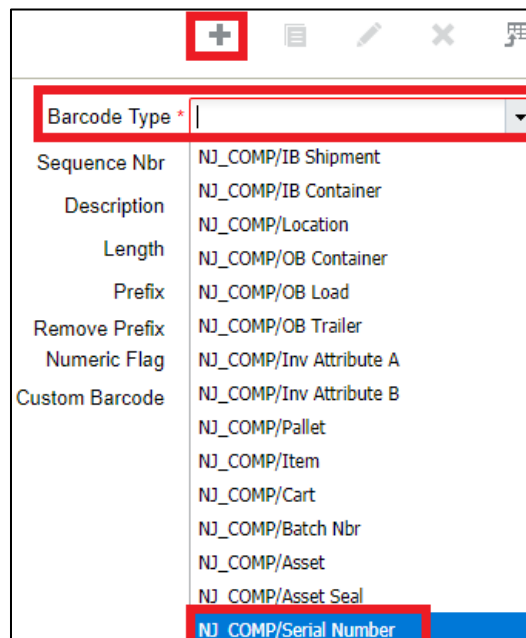 Barcode Type *
Sequence Nbr
Description
Length
Prefix
Remove Prefix
Numeric Flag
Custom Barcode
NJ_COMP/IB Shipment
NJ_COMP/IB Container
NJ_COMP/Location
NJ_COMP/OB Container
NJ_COMP/OB Load
NJ_COMP/OB Trailer
NJ_COMP/Inv Attribute A
NJ_COMP/Inv Attribute B
NJ_COMP/Pallet
NJ_COMP/Item
NJ_COMP/Cart
NJ_COMP/Batch Nbr
NJ_COMP/Asset
NJ_COMP/Asset Seal
NJ_COMP/Serial Number